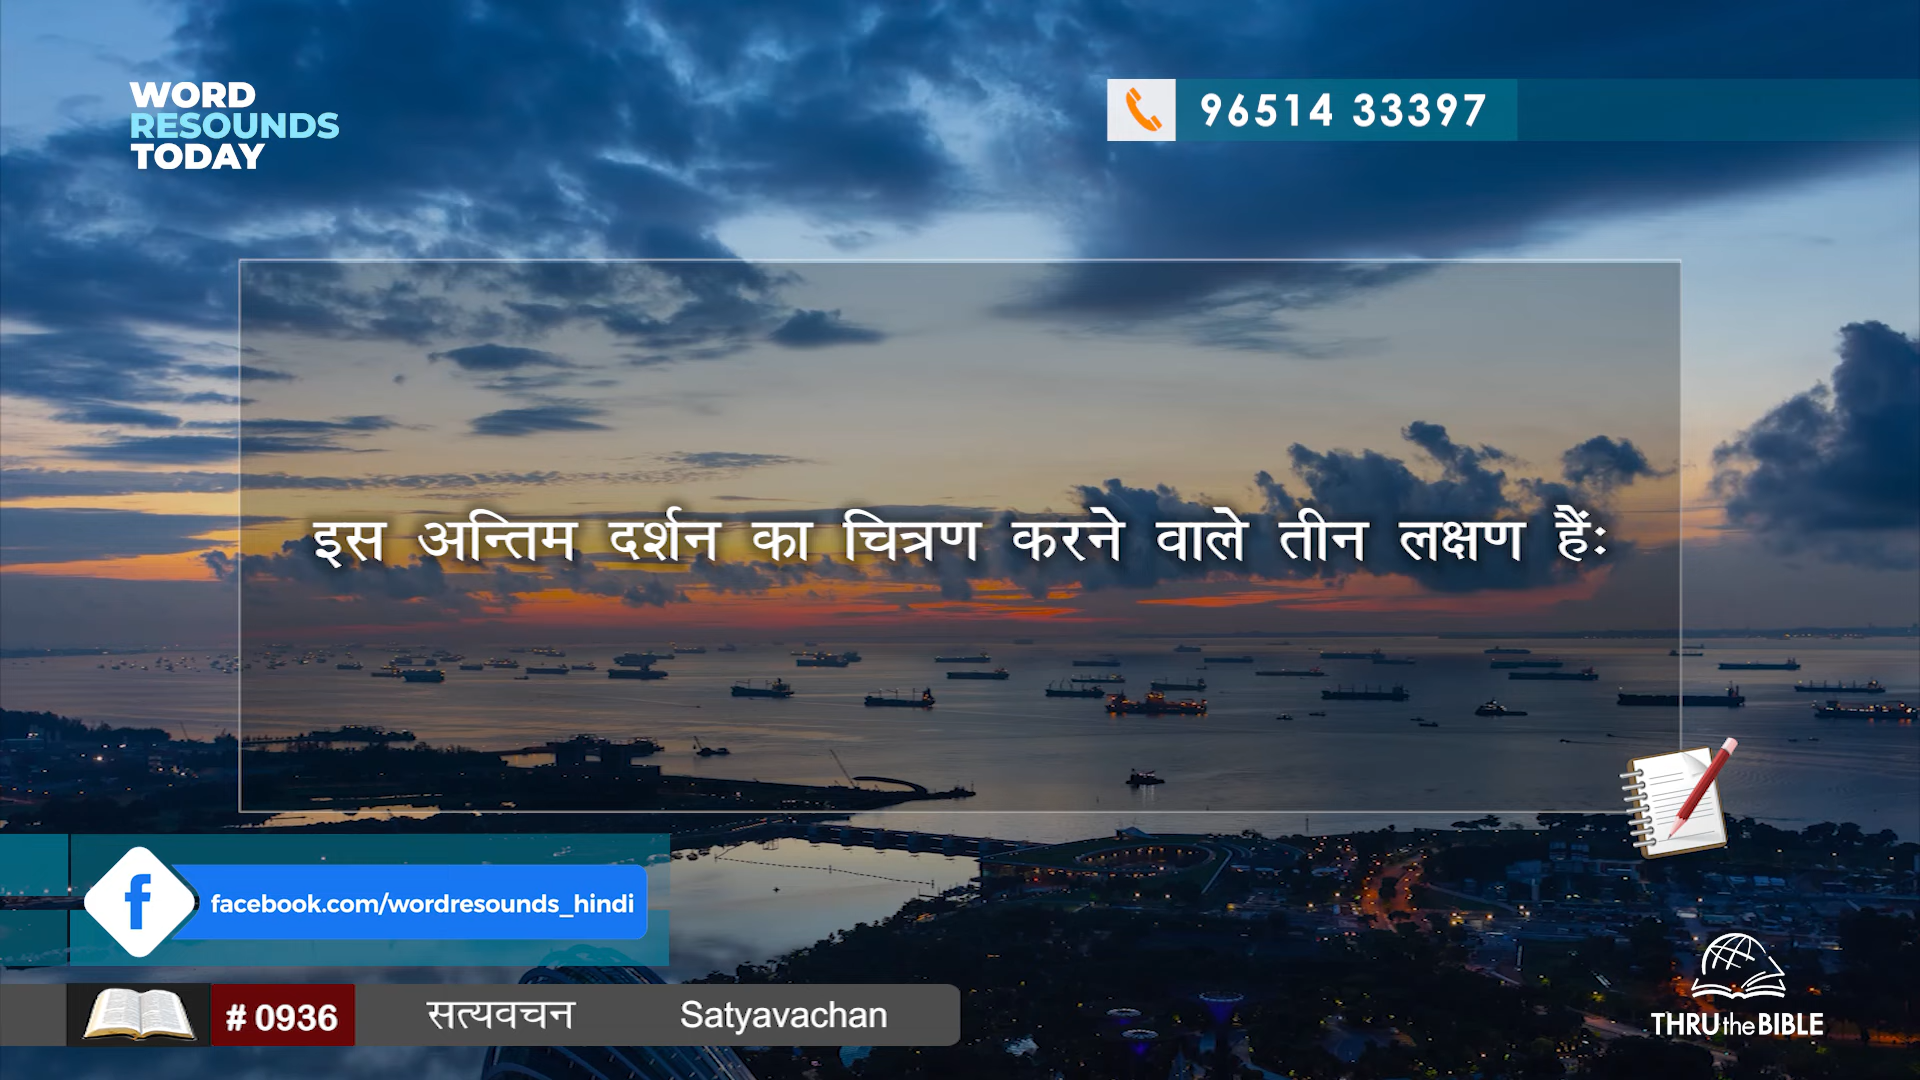 WORD
RESOUNDS
TODAY
96514 33397
इस अन्तिम दर्शन का चित्रण करने वाले तीन लक्षण हैंः
facebook.com/wordresounds_hindi
# 0936 सत्यवचन Satyavachan
THRU the BIBLE